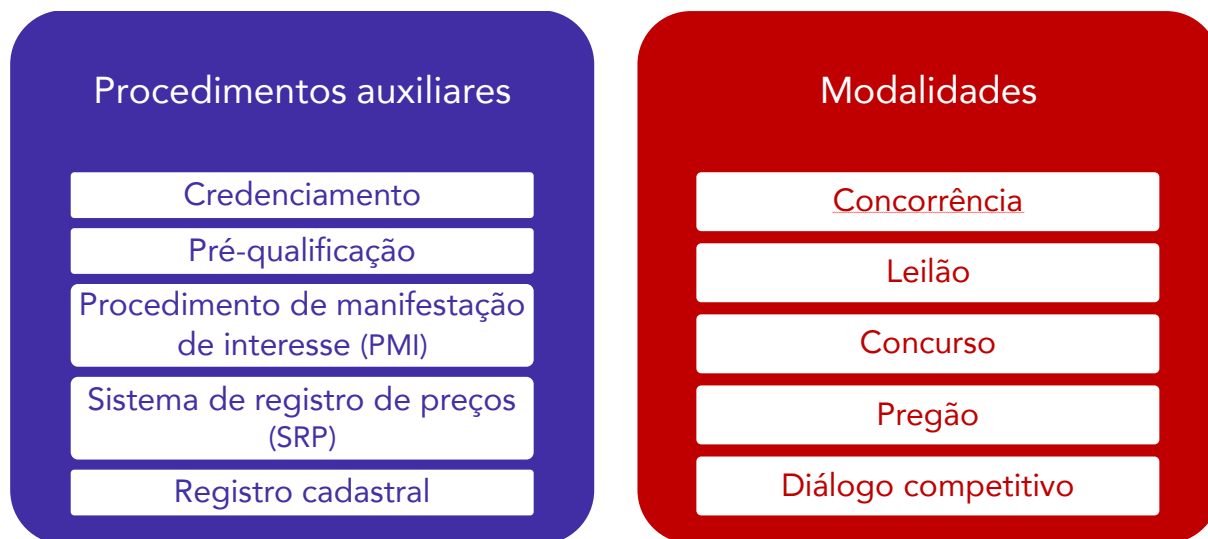 Procedimentos auxiliares
Credenciamento
Pré-qualificação
Procedimento de manifestação
de interesse (PMI)
Sistema de registro de preços
(SRP)
Registro cadastral
Modalidades
Concorrência
Leilão
Concurso
Pregão
Diálogo competitivo